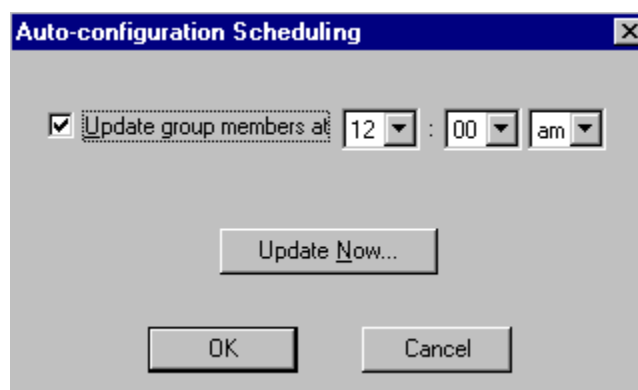 Auto-configuration Scheduling
Update group members at 12 : 00 am
Update Now...
OK Cancel